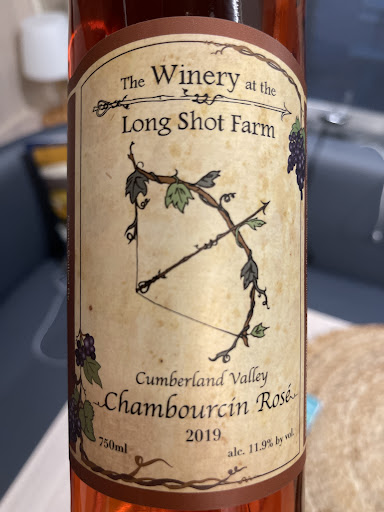 The Winery at the
Long Shot Farm
Cumberland Valley
Chambourcin Rosé
2019
750ml
alc. 11.9% by vol.